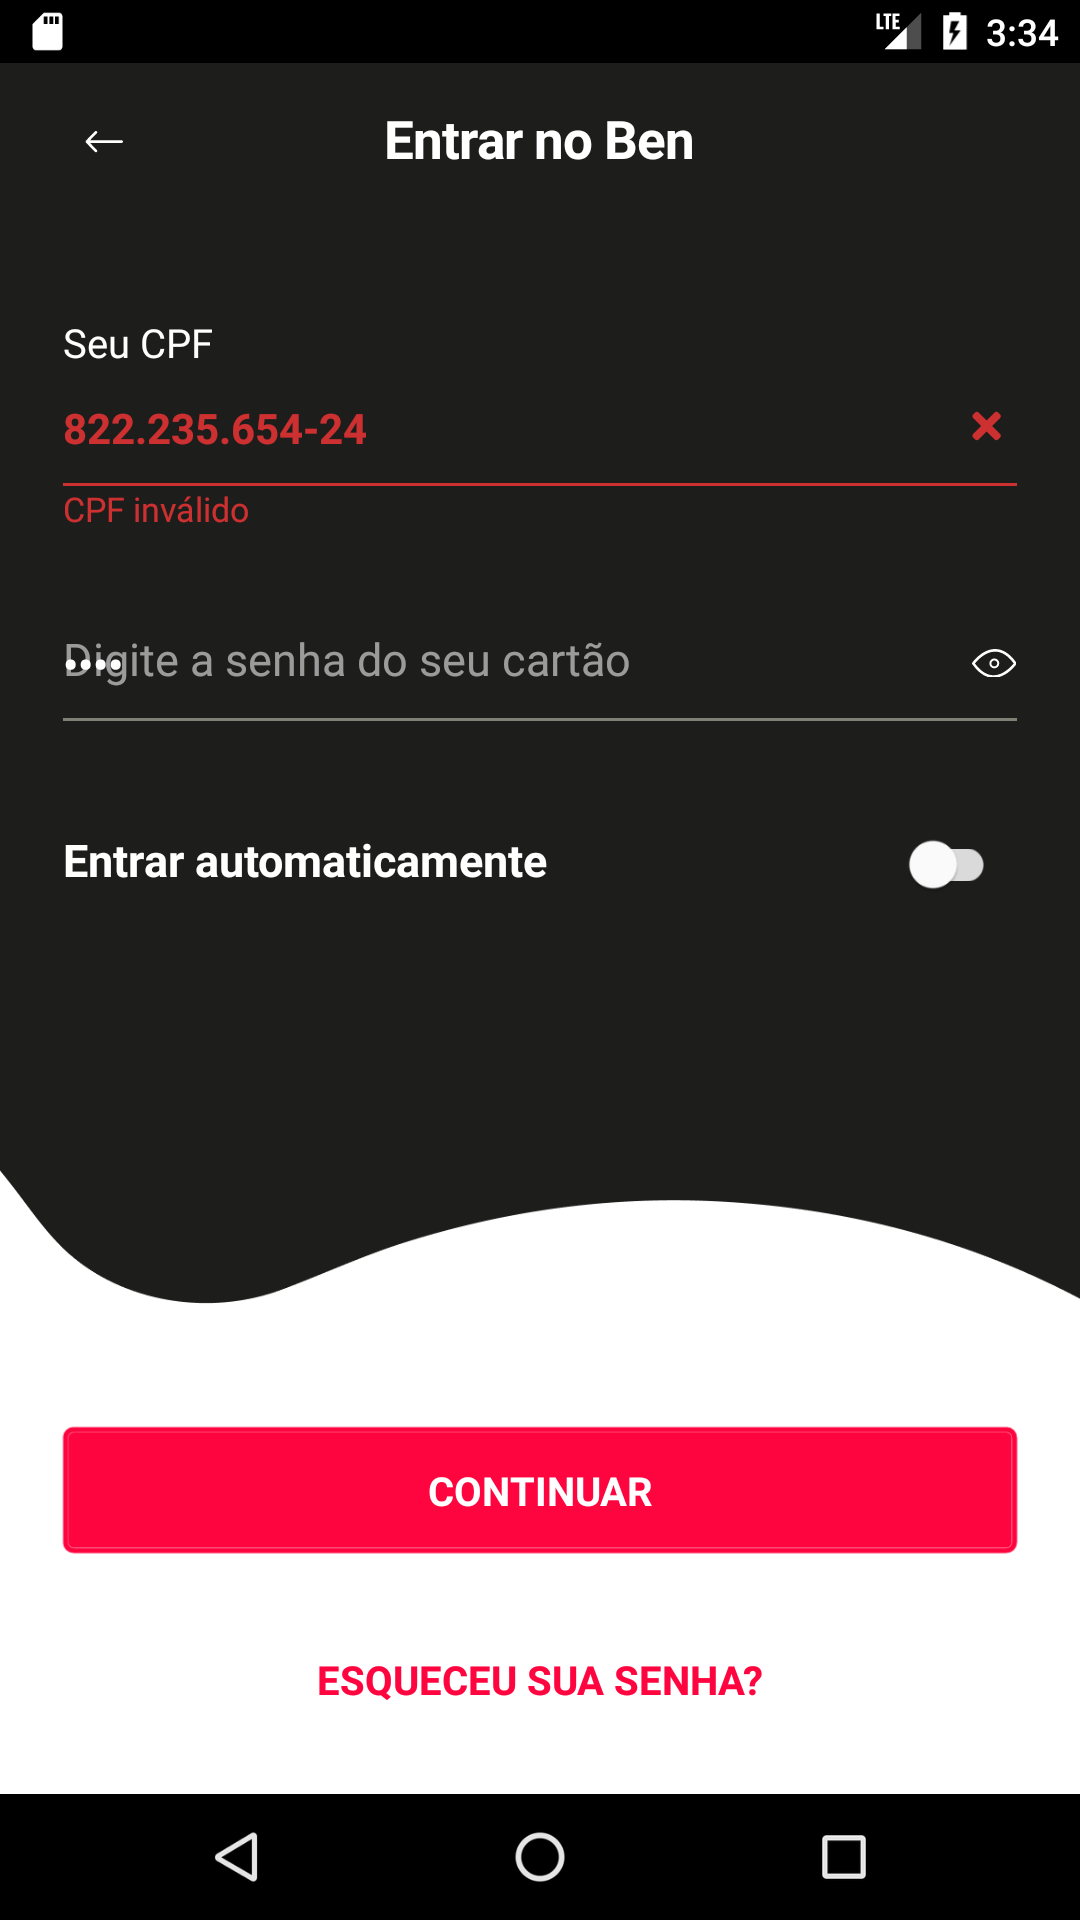 LTE 3:34
Entrar no Ben
Seu CPF
822.235.654-24
CPF inválido
Digite a senha do seu cartão
Entrar automaticamente
CONTINUAR
ESQUECEU SUA SENHA?